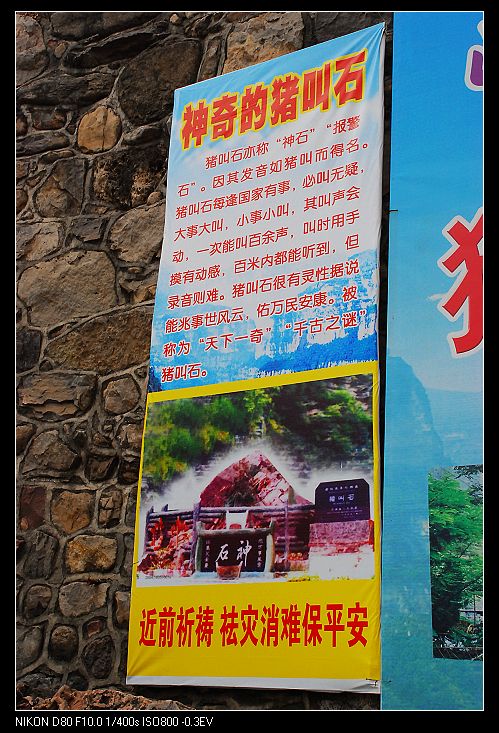 神奇的猪叫石
猪叫石亦称“神石”“报警
石”。因其发音如猪叫而得名。
猪叫石每逢国家有事，必叫无疑，
大事大叫，小事小叫，其叫声会
动，一次能叫百余声，叫时用手
摸有动感，百米内都能听到，但
录音则难。猪叫石很有灵性据说
能兆事世风云，佑万民安康。被
称为“天下一奇”“千古之谜”
猪叫石。
猪叫石
石神
近前祈祷 祛灾消难保平安
NIKON D80 F10.0 1/400s ISO800 -0.3EV